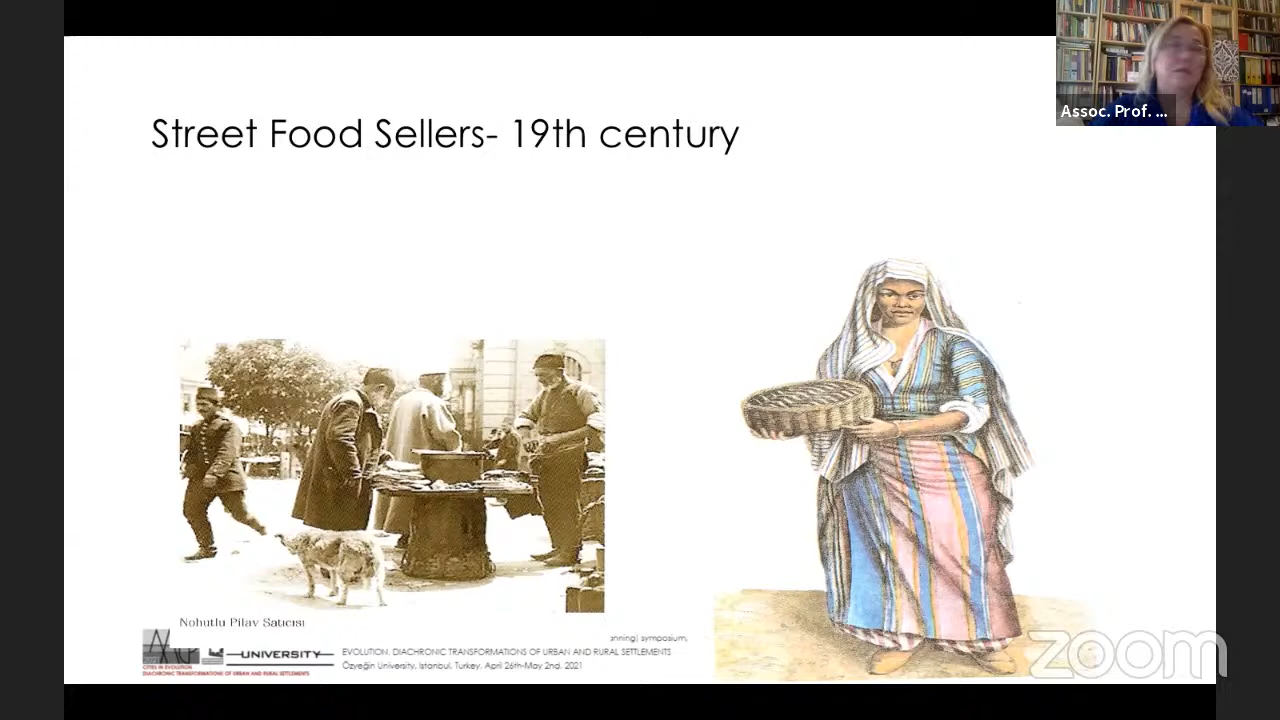 Assoc. Prof. ...
Street Food Sellers- 19th century
Nohutlu Pilav Satıcısı
UNIVERSITY
CITIES IN EVOLUTION
DIACHRONIC TRANSFORMATIONS OF URBAN AND RURAL SETTLEMENTS
anning) symposium,
EVOLUTION. DIACHRONIC TRANSFORMATIONS OF URBAN AND RURAL SETTLEMENTS
Özyeğin University, Istanbul, Turkey, April 26th-May 2nd, 2021
zoom